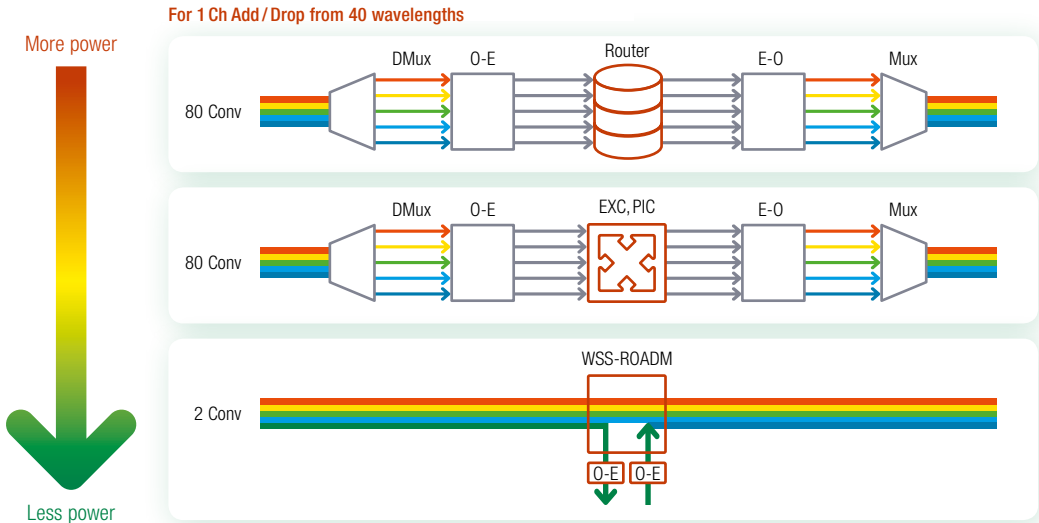 For 1 Ch Add/Drop from 40 wavelengths
More power
DMux
O-E
Router
E-O
Mux
80 Conv
DMux
O-E
EXC, PIC
E-O
Mux
80 Conv
WSS-ROADM
2 Conv
O-E
O-E
Less power